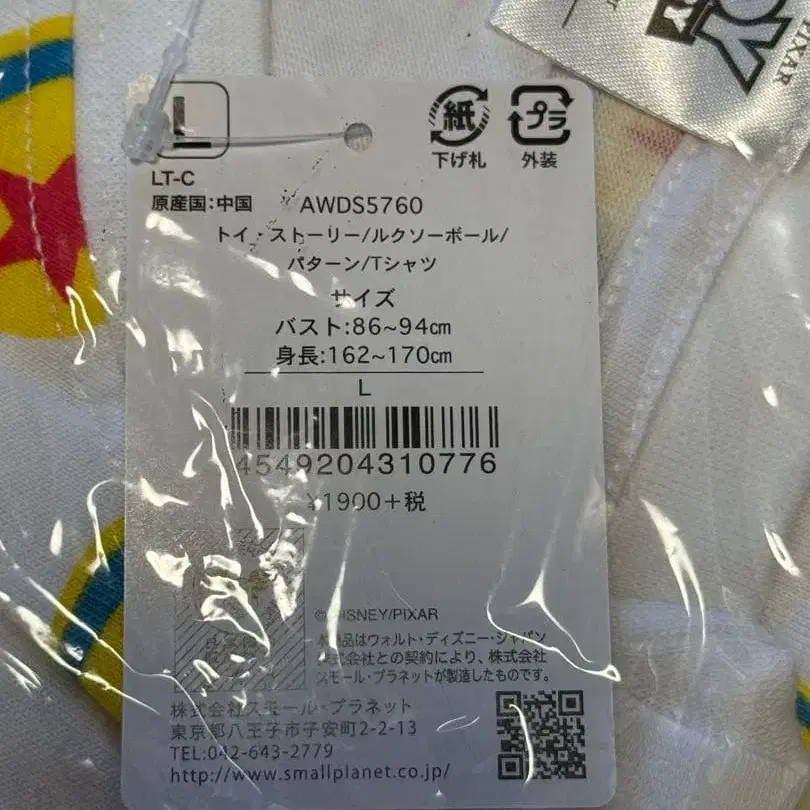 PIXAR
OY
L
紙
プラ
下げ札
外装
LT-C
原産国:中国
AWDS5760
トイ・ストーリー/ルクソーボール/
パターン/Tシャツ
サイズ
バスト:86~94cm
身長:162~170cm
L
4549204310776
¥1900+税
© DISNEY/PIXAR
本商品はウォルト・ディズニー・ジャパン
株式会社との契約により、株式会社
スモール・プラネットが製造したものです。
株式会社スモール・プラネット
東京都八王子市子安町2-2-13
TEL:042-643-2779
http://www.smallplanet.co.jp/